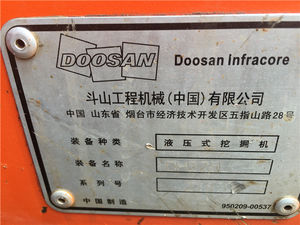 DOOSAN Doosan Infracore
斗山工程机械(中国)有限公司
中国 山东省 烟台市经济技术开发区五指山路28号
装备种类: 液压式挖掘机
装备名称:
系列号:
中国制造
950209-00537